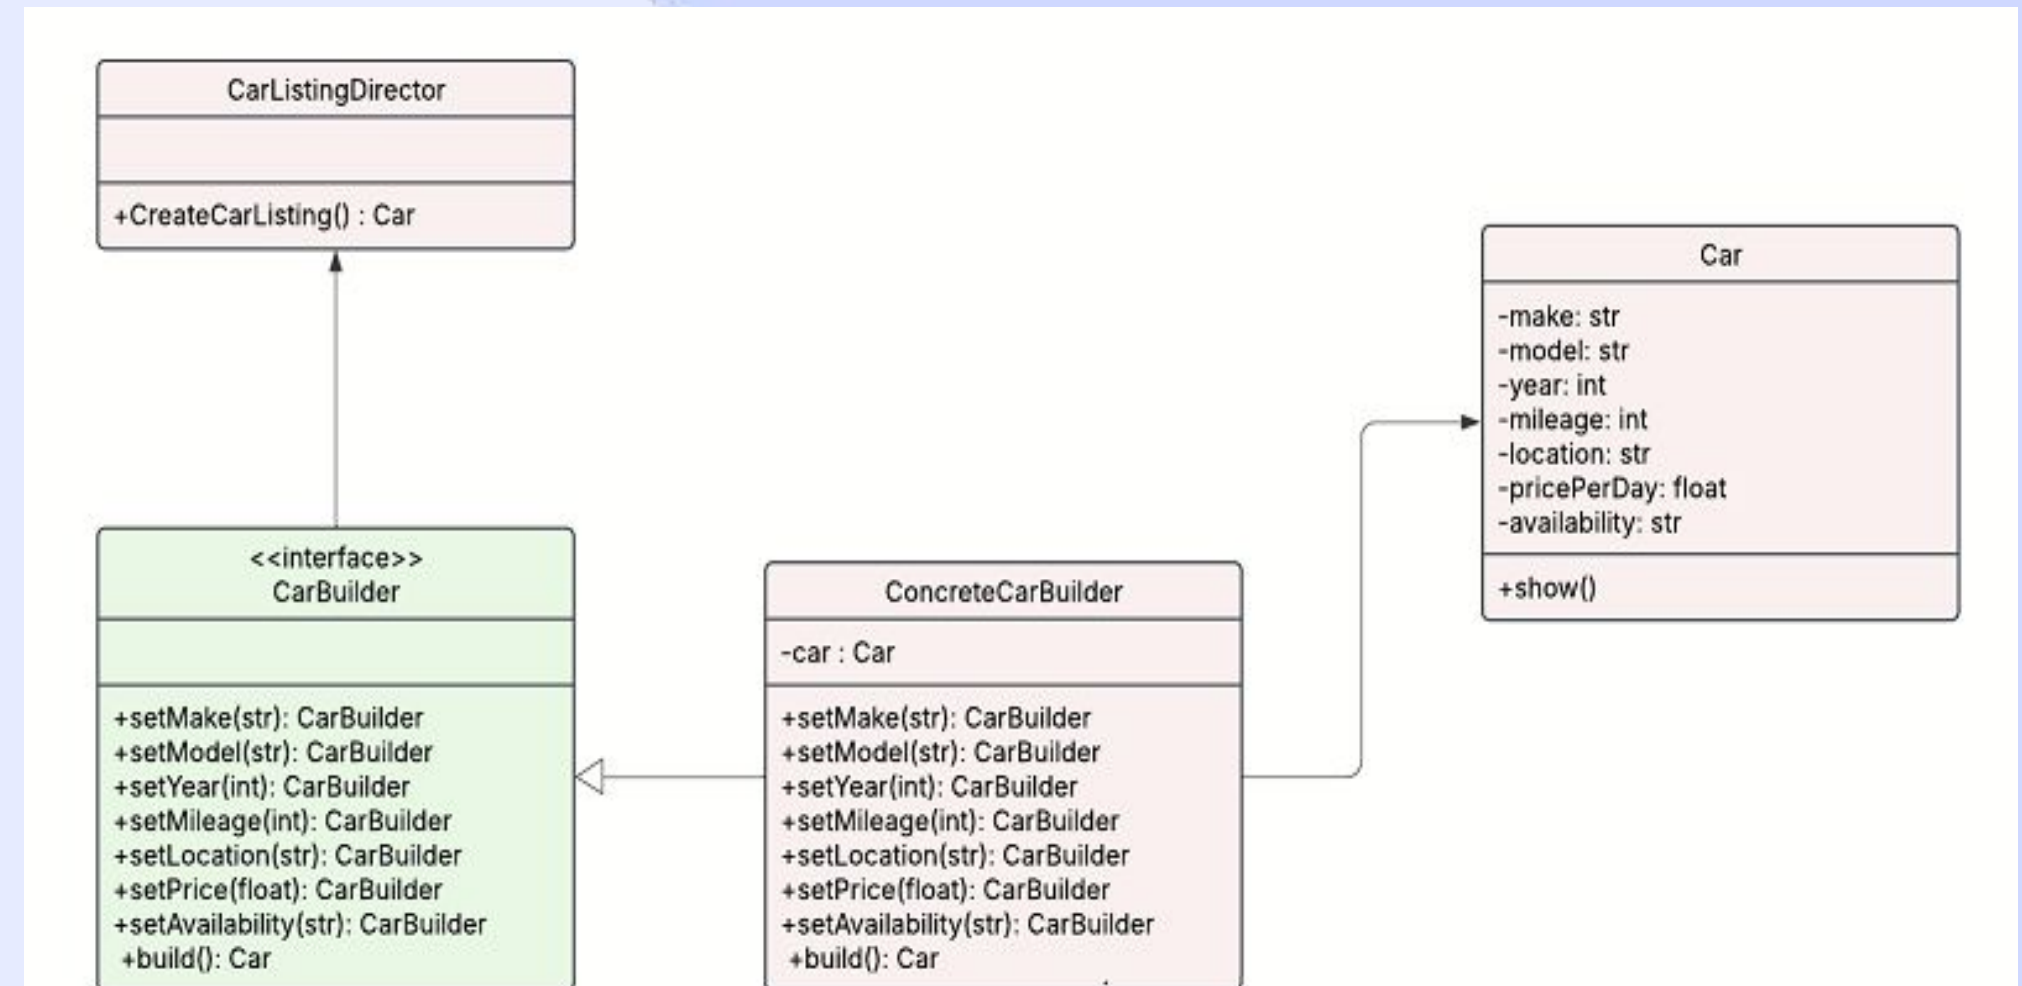 CarListingDirector
+CreateCarListing() : Car
<<interface>>
CarBuilder
+setMake(str): CarBuilder
+setModel(str): CarBuilder
+setYear(int): CarBuilder
+setMileage(int): CarBuilder
+setLocation(str): CarBuilder
+setPrice(float): CarBuilder
+setAvailability(str): CarBuilder
+build(): Car
ConcreteCarBuilder
-car : Car
+setMake(str): CarBuilder
+setModel(str): CarBuilder
+setYear(int): CarBuilder
+setMileage(int): CarBuilder
+setLocation(str): CarBuilder
+setPrice(float): CarBuilder
+setAvailability(str): CarBuilder
+build(): Car
Car
-make: str
-model: str
-year: int
-mileage: int
-location: str
-pricePerDay: float
-availability: str
+show()